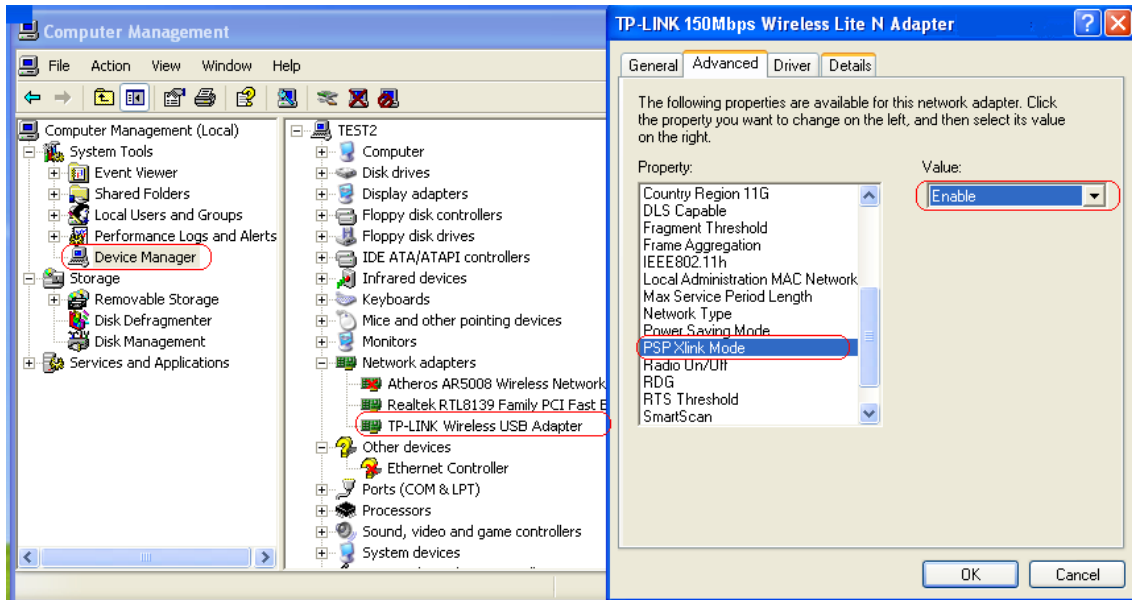 Computer Management
File Action View Window Help
Computer Management (Local)
System Tools
Event Viewer
Shared Folders
Local Users and Groups
Performance Logs and Alerts
Device Manager
Storage
Removable Storage
Disk Defragmenter
Disk Management
Services and Applications
TEST2
Computer
Disk drives
Display adapters
Floppy disk controllers
Floppy disk drives
IDE ATA/ATAPI controllers
Infrared devices
Keyboards
Mice and other pointing devices
Monitors
Network adapters
Atheros AR5008 Wireless Network
Realtek RTL8139 Family PCI Fast E
TP-LINK Wireless USB Adapter
Other devices
Ethernet Controller
Ports (COM & LPT)
Processors
Sound, video and game controllers
System devices
TP-LINK 150Mbps Wireless Lite N Adapter
General Advanced Driver Details
The following properties are available for this network adapter. Click
the property you want to change on the left, and then select its value
on the right.
Property:
Country Region 11G
DLS Capable
Fragment Threshold
Frame Aggregation
IEEE802.11h
Local Administration MAC Network
Max Service Period Length
Network Type
Power Saving Mode
PSP Xlink Mode
Radio On/Off
RDG
RTS Threshold
SmartScan
Value:
Enable
OK Cancel